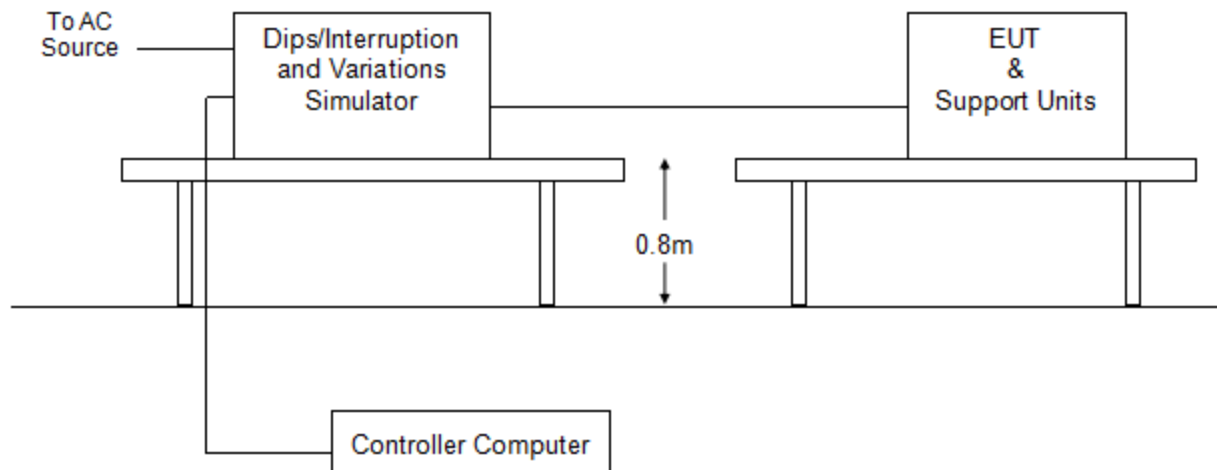 To AC
Source
Dips/Interruption
and Variations
Simulator
EUT
&
Support Units
0.8m
Controller Computer